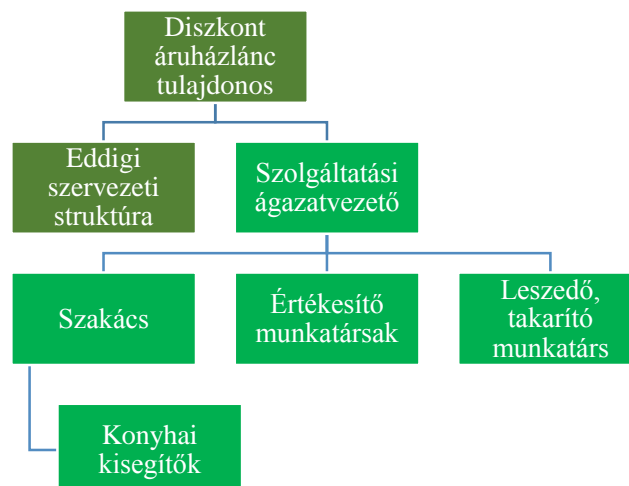 Diszkont
áruházlánc
tulajdonos
Eddigi
szervezeti
struktúra
Szolgáltatási
ágazatvezető
Szakács
Értékesítő
munkatársak
Leszedő,
takarító
munkatárs
Konyhai
kisegítők